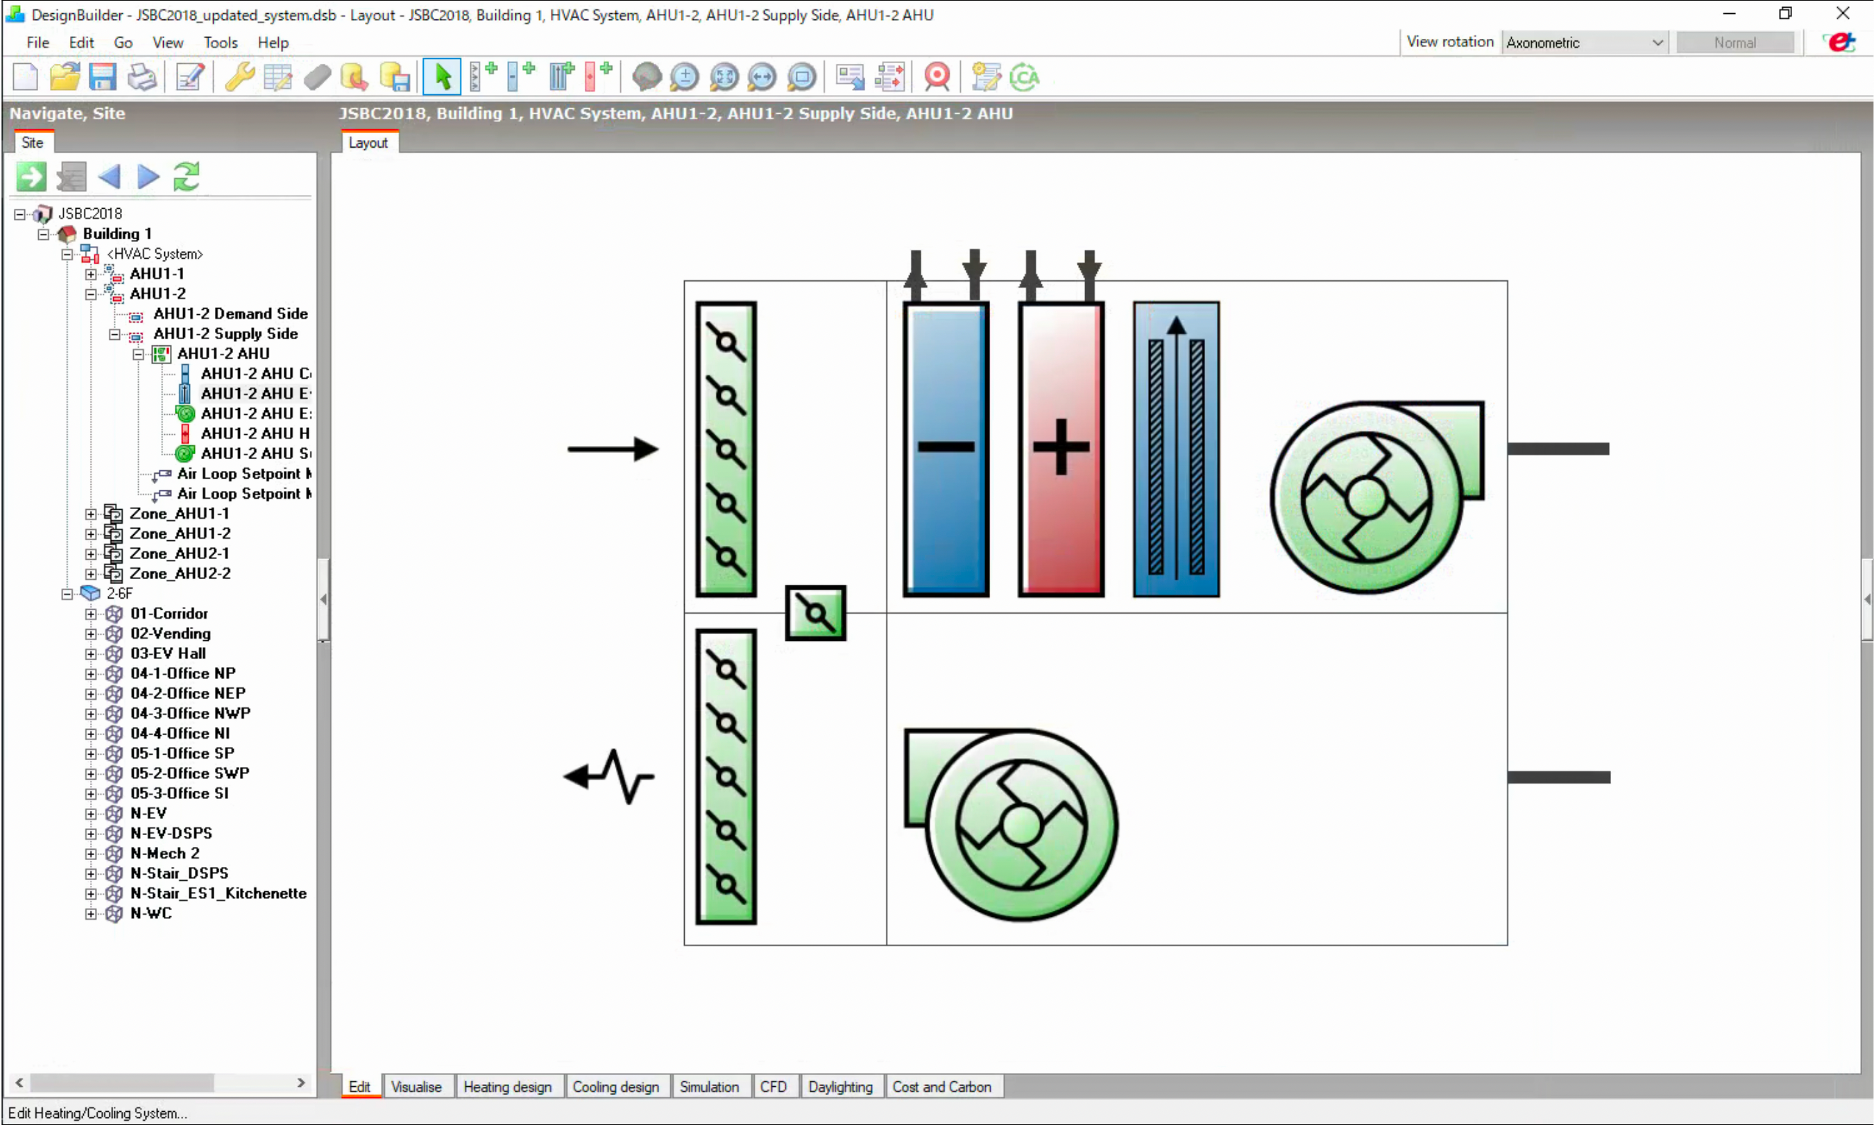 DesignBuilder - JSBC2018_updated_system.dsb - Layout - JSBC2018, Building 1, HVAC System, AHU1-2, AHU1-2 Supply Side, AHU1-2 AHU
File Edit Go View Tools Help
View rotation Axonometric Normal
LCA
Navigate, Site
JSBC2018, Building 1, HVAC System, AHU1-2, AHU1-2 Supply Side, AHU1-2 AHU
Site
Layout
JSBC2018
Building 1
<HVAC System>
AHU1-1
AHU1-2
AHU1-2 Demand Side
AHU1-2 Supply Side
AHU1-2 AHU
AHU1-2 AHU C
AHU1-2 AHU E
AHU1-2 AHU E
AHU1-2 AHU H
AHU1-2 AHU S
Air Loop Setpoint M
Air Loop Setpoint M
Zone_AHU1-1
Zone_AHU1-2
Zone_AHU2-1
Zone_AHU2-2
2-6F
01-Corridor
02-Vending
03-EV Hall
04-1-Office NP
04-2-Office NEP
04-3-Office NWP
04-4-Office NI
05-1-Office SP
05-2-Office SWP
05-3-Office SI
N-EV
N-EV-DSPS
N-Mech 2
N-Stair_DSPS
N-Stair_ES1_Kitchenette
N-WC
Edit Visualise Heating design Cooling design Simulation CFD Daylighting Cost and Carbon
Edit Heating/Cooling System...